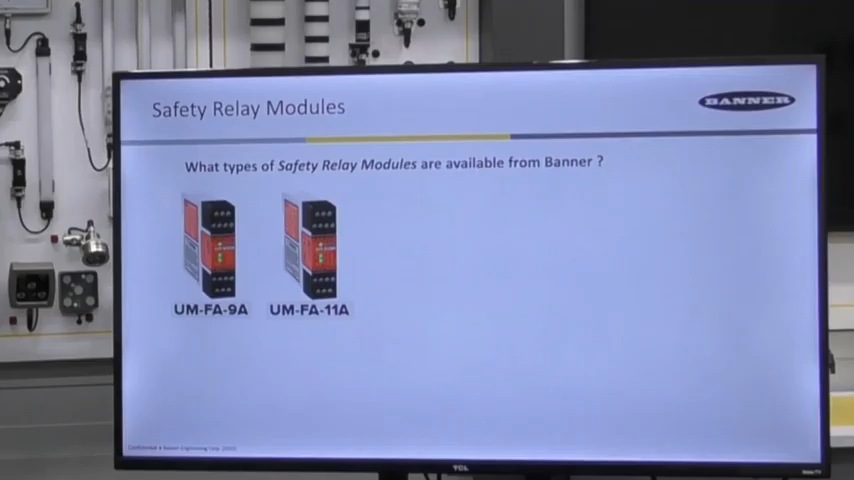 Safety Relay Modules
BANNER
What types of Safety Relay Modules are available from Banner ?
UM-FA-9A
UM-FA-11A
TCL